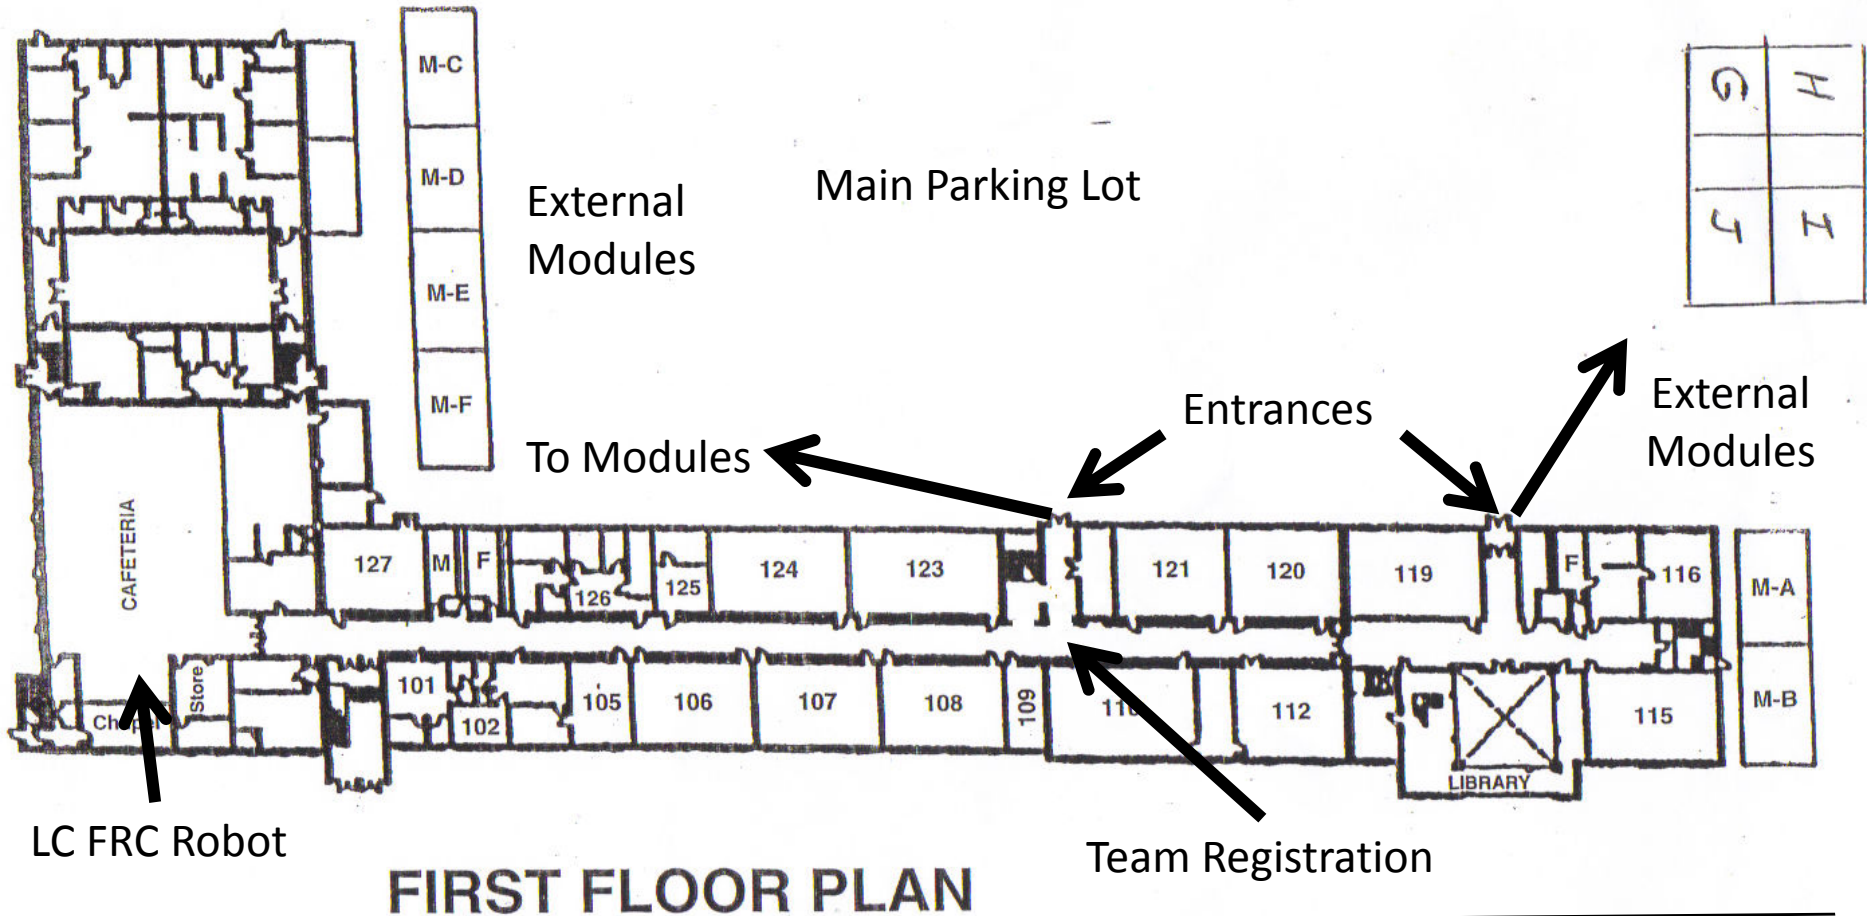 M-C
M-D
M-E
M-F
External
Modules
Main Parking Lot
G
H
J
I
To Modules
Entrances
External
Modules
CAFETERIA
127
M
F
126
125
124
123
121
120
119
F
116
M-A
M-B
Store
Chapel
101
102
105
106
107
108
109
110
112
115
LIBRARY
LC FRC Robot
Team Registration
FIRST FLOOR PLAN